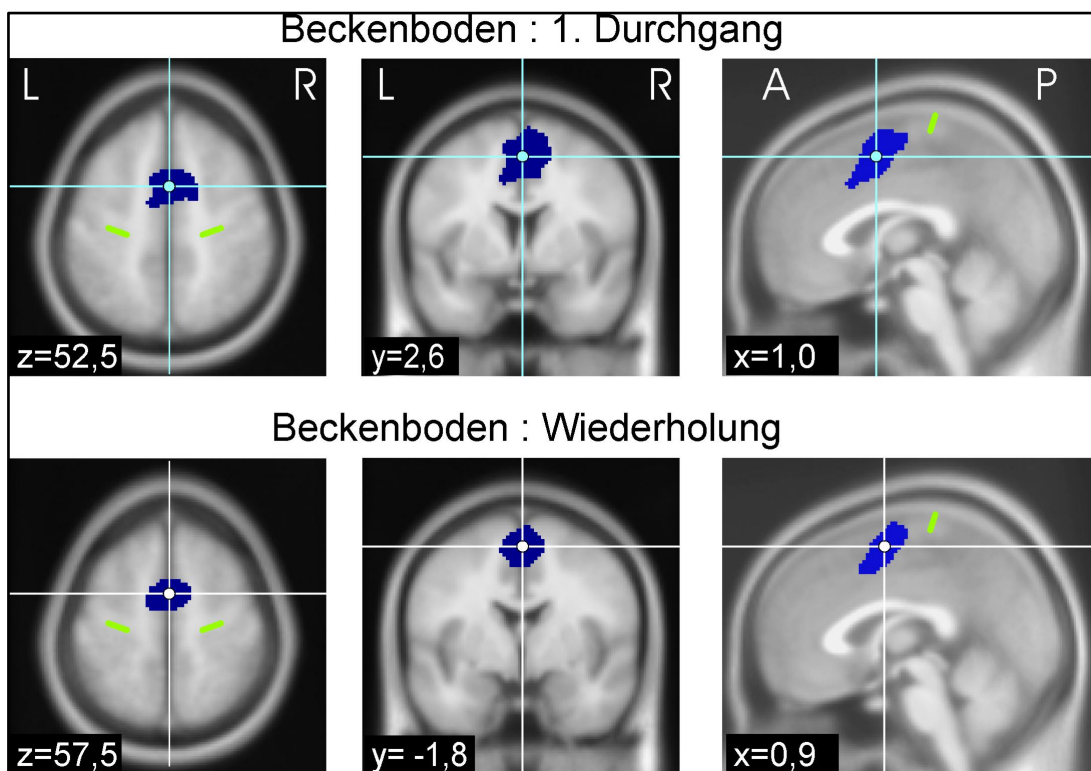 Beckenboden : 1. Durchgang
L R L R A P
z=52,5 y=2,6 x=1,0
Beckenboden : Wiederholung
z=57,5 y= -1,8 x=0,9